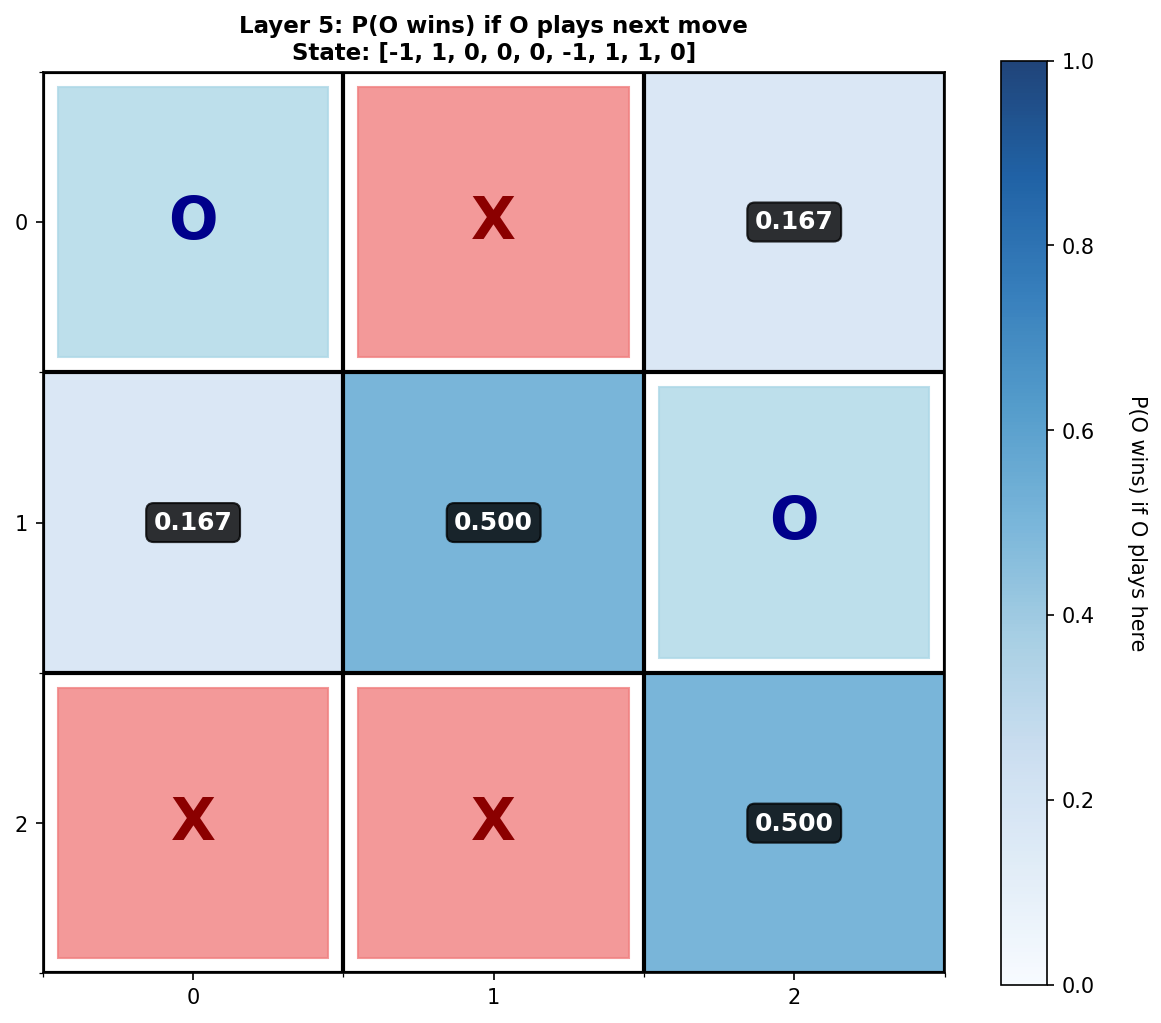 Layer 5: P(O wins) if O plays next move
State: [-1, 1, 0, 0, 0, -1, 1, 1, 0]
0
O
X
0.167
1
0.167
0.500
O
2
X
X
0.500
0
1
2
1.0
0.8
0.6
0.4
0.2
0.0
P(O wins) if O plays here